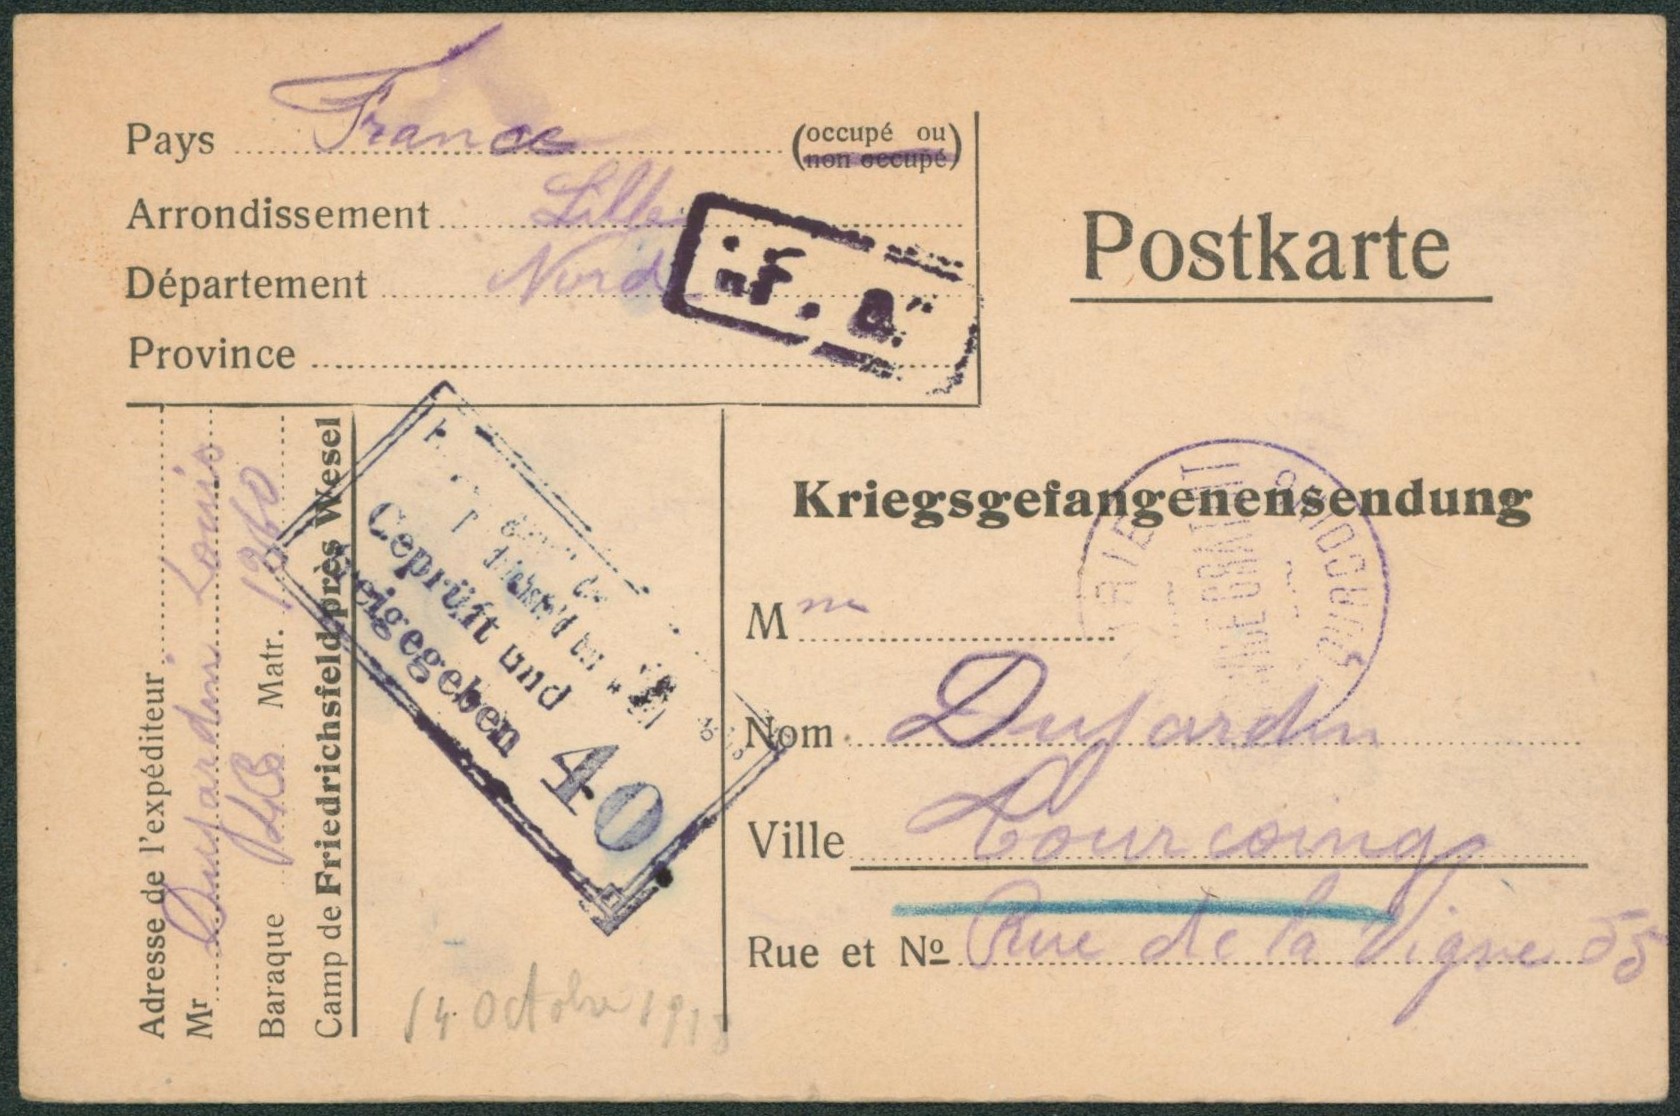 Pays France (occupé ou
non occupé)
Arrondissement Lille
Département Nord
Province
Postkarte
Kriegsgefangenensendung
Mme
Nom Dujardin
Ville Tourcoing
Rue et No Rue de la Vigne 55
Adresse de l'expéditeur
Mr Dujardin Louis
Baraque Matr.
Camp de Friedrichsfeld près Wesel
Geprüft und
freigegeben 40
14 Octobre 191